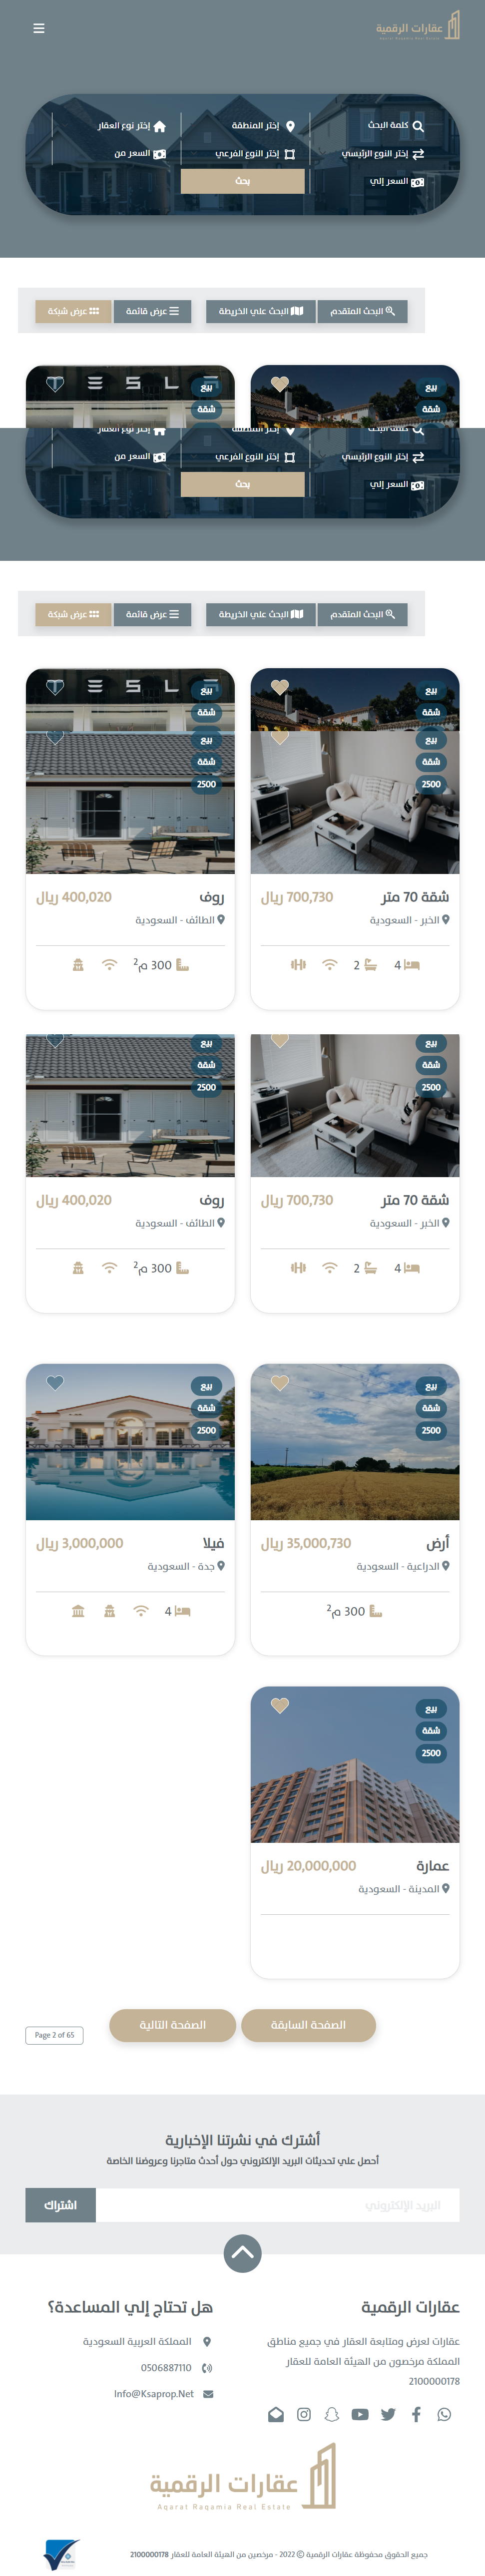 عقارات الرقمية
Aqarat Raqamia Real Estate
كلمة البحث
إختر المنطقة
إختر نوع العقار
إختر النوع الرئيسي
إختر النوع الفرعي
السعر من
السعر إلي
بحث
البحث المتقدم
البحث علي الخريطة
عرض قائمة
عرض شبكة
بيع
شقة
بيع
شقة
T E S L A
كلمة البحث
إختر المنطقة
إختر نوع العقار
إختر النوع الرئيسي
إختر النوع الفرعي
السعر من
السعر إلي
بحث
البحث المتقدم
البحث علي الخريطة
عرض قائمة
عرض شبكة
بيع
شقة
بيع
شقة
2500
T E S L A
بيع
شقة
بيع
شقة
2500
شقة 70 متر
700,730 ريال
الخبر - السعودية
4
2
روف
400,020 ريال
الطائف - السعودية
300 م2
بيع
شقة
2500
بيع
شقة
2500
شقة 70 متر
700,730 ريال
الخبر - السعودية
4
2
روف
400,020 ريال
الطائف - السعودية
300 م2
بيع
شقة
2500
بيع
شقة
2500
أرض
35,000,730 ريال
الدراعية - السعودية
300 م2
فيلا
3,000,000 ريال
جدة - السعودية
4
بيع
شقة
2500
عمارة
20,000,000 ريال
المدينة - السعودية
الصفحة السابقة
الصفحة التالية
Page 2 of 65
أشترك في نشرتنا الإخبارية
أحصل علي تحديثات البريد الإلكتروني حول أحدث متاجرنا وعروضنا الخاصة
البريد الإلكتروني
اشتراك
عقارات الرقمية
عقارات لعرض ومتابعة العقار في جميع مناطق
المملكة مرخصون من الهيئة العامة للعقار
2100000178
هل تحتاج إلي المساعدة؟
المملكة العربية السعودية
0506887110
Info@Ksaprop.Net
عقارات الرقمية
Aqarat Raqamia Real Estate
جميع الحقوق محفوظة عقارات الرقمية © 2022 - مرخصين من الهيئة العامة للعقار 2100000178